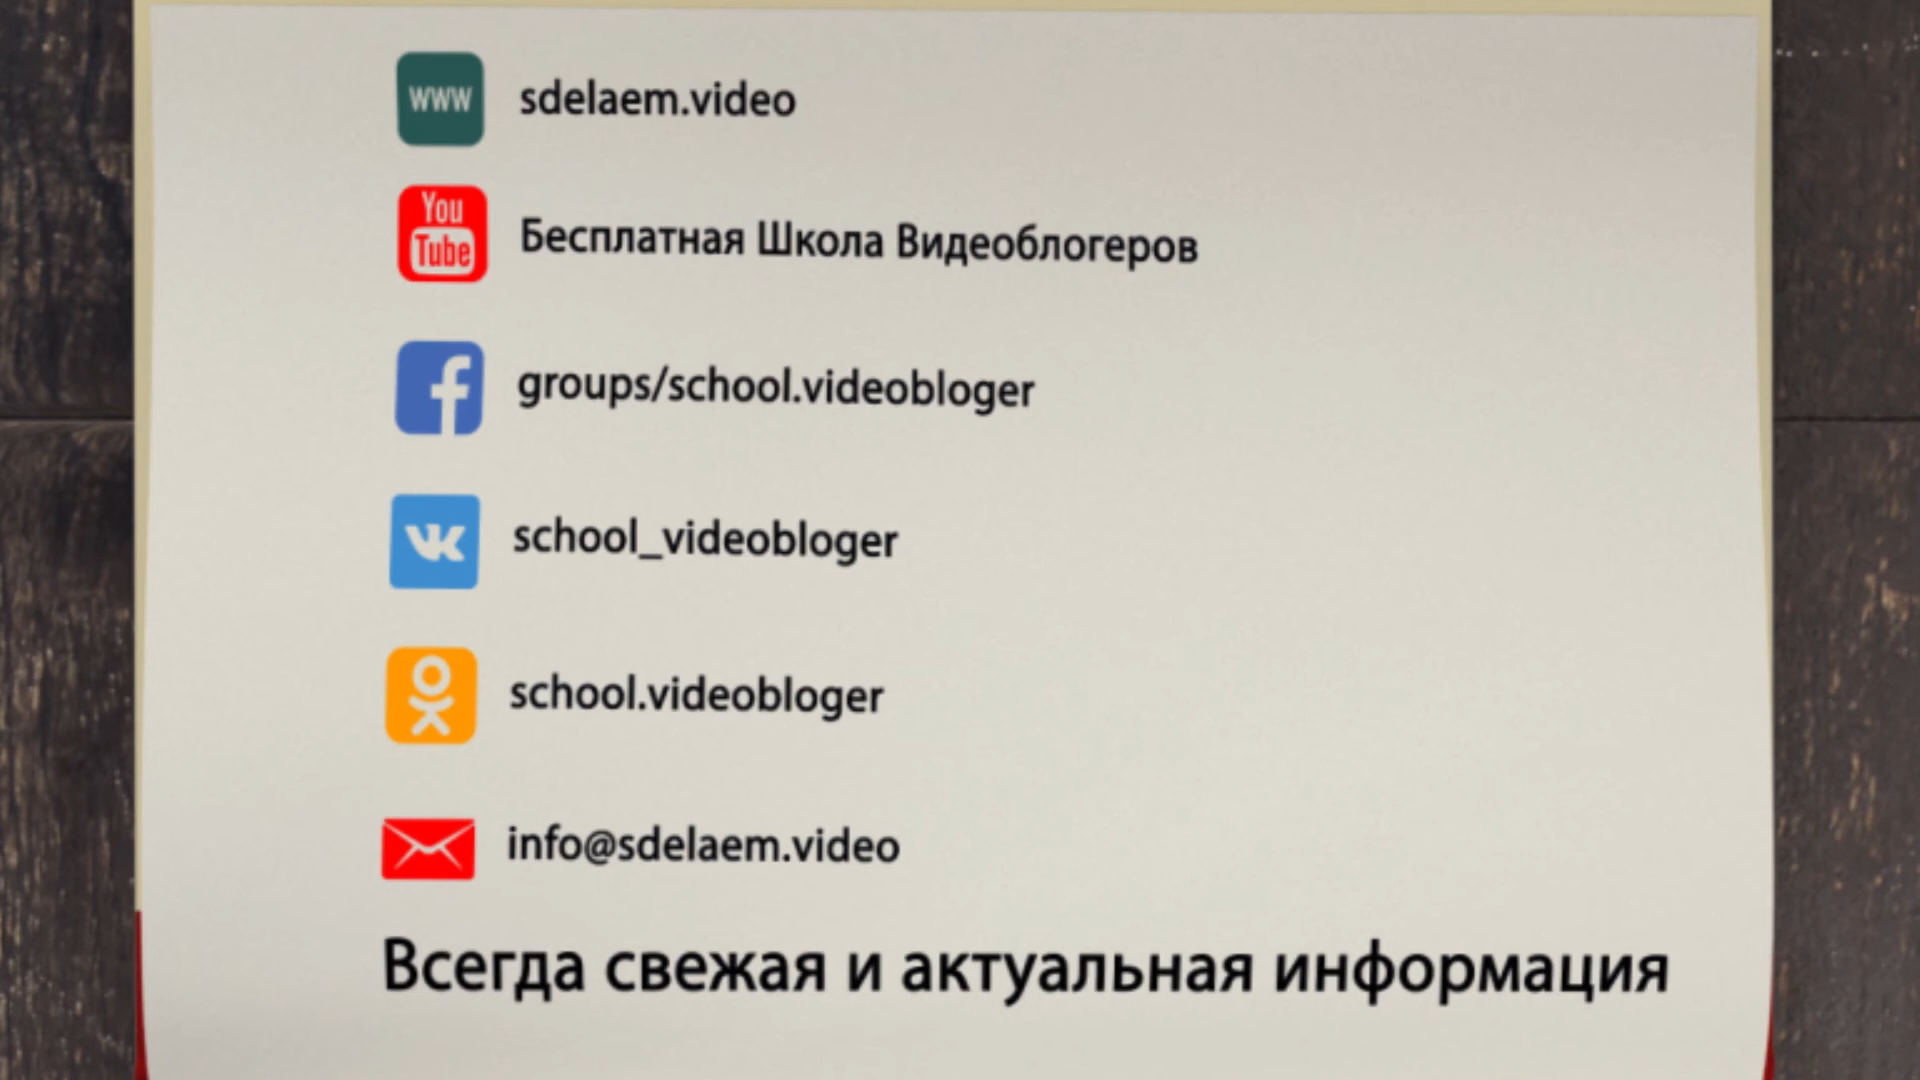 www sdelaem.video
You Tube Бесплатная Школа Видеоблогеров
groups/school.videobloger
school_videobloger
school.videobloger
info@sdelaem.video
Всегда свежая и актуальная информация